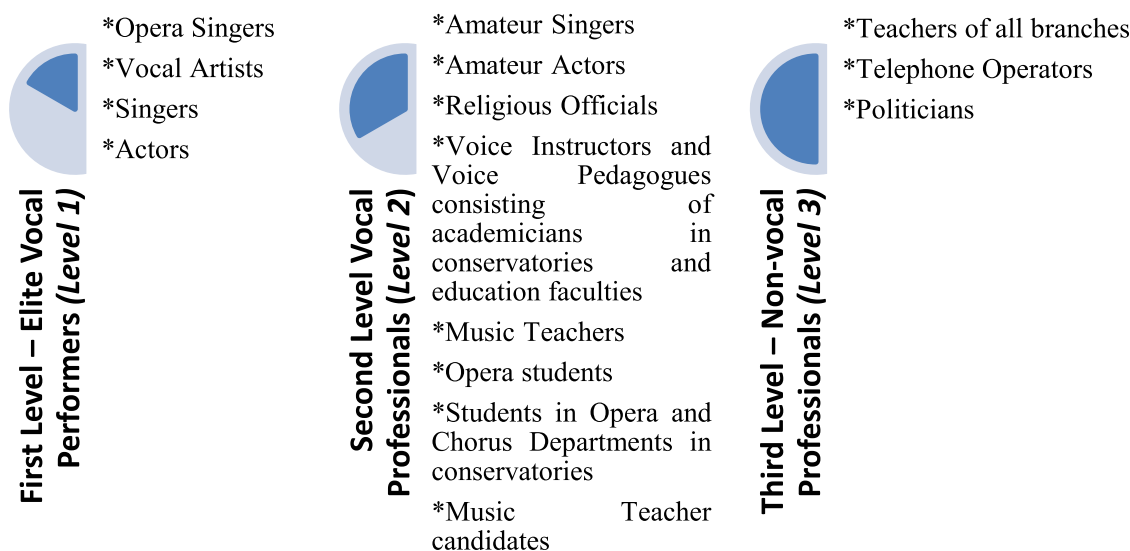 First Level – Elite Vocal
Performers (Level 1)
*Opera Singers
*Vocal Artists
*Singers
*Actors
Second Level Vocal
Professionals (Level 2)
*Amateur Singers
*Amateur Actors
*Religious Officials
*Voice Instructors and
Voice Pedagogues
consisting of
academicians in
conservatories and
education faculties
*Music Teachers
*Opera students
*Students in Opera and
Chorus Departments in
conservatories
*Music Teacher
candidates
Third Level – Non-vocal
Professionals (Level 3)
*Teachers of all branches
*Telephone Operators
*Politicians